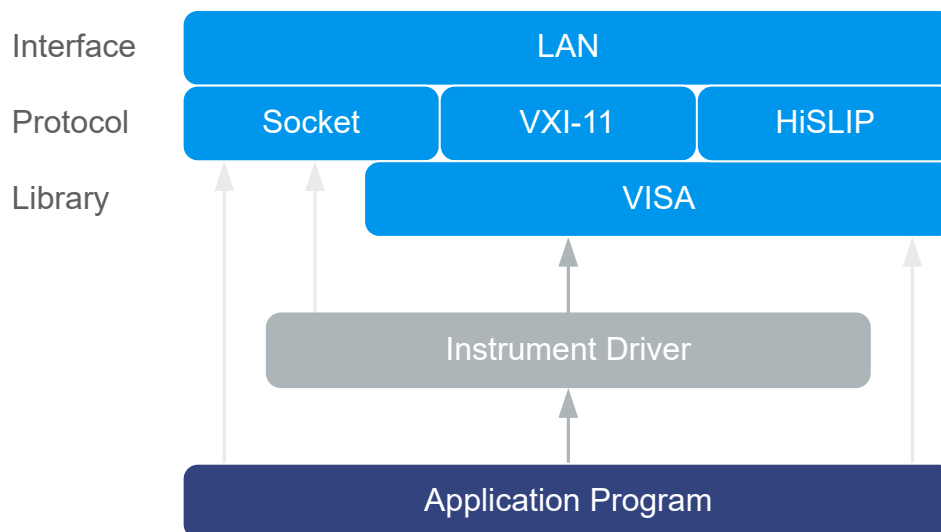 Interface
LAN
Protocol
Socket
VXI-11
HiSLIP
Library
VISA
Instrument Driver
Application Program